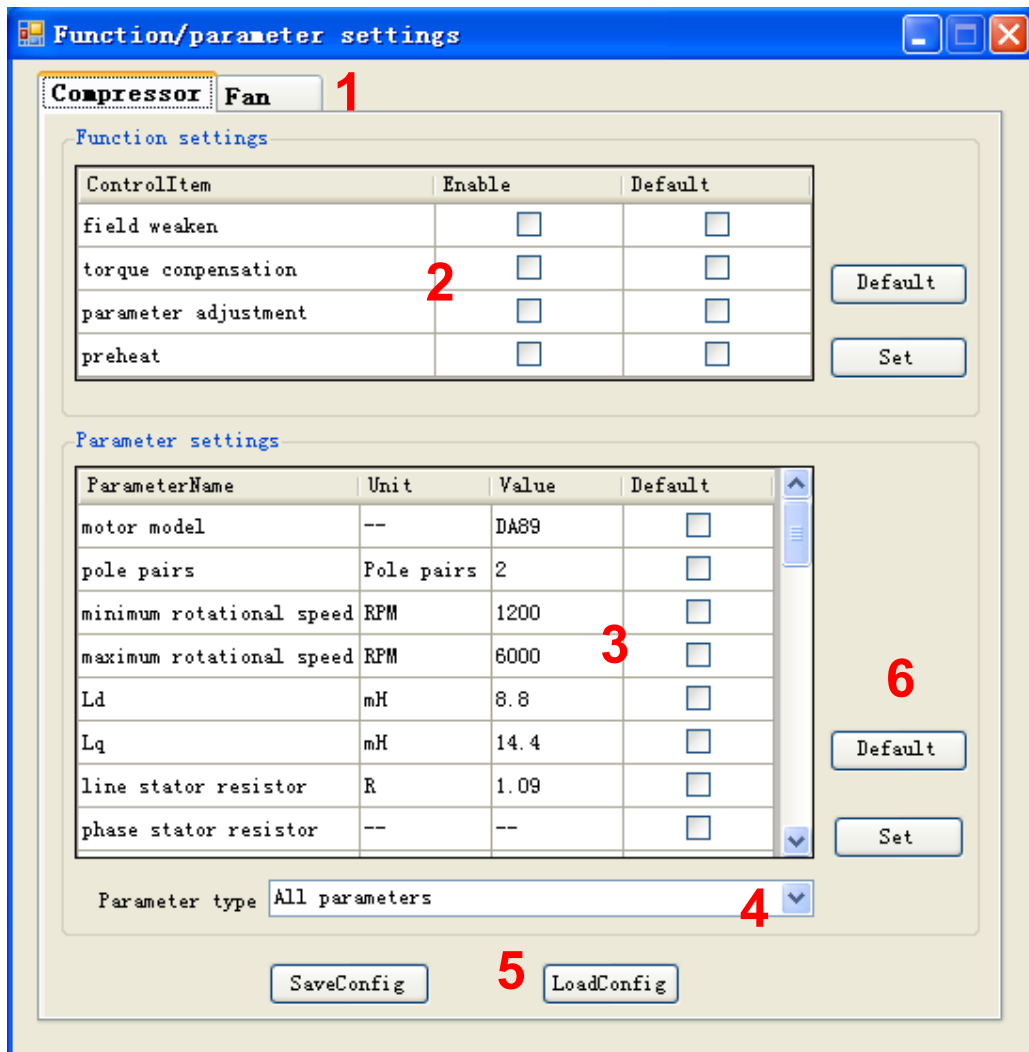 Function/parameter settings
Compressor Fan 1
Function settings
ControlItem Enable Default
field weaken
torque conpensation 2
Default
parameter adjustment
preheat
Set
Parameter settings
ParameterName Unit Value Default
motor model -- DA89
pole pairs Pole pairs 2
minimum rotational speed RPM 1200
maximum rotational speed RPM 6000 3
Ld mH 8.8
6
Lq mH 14.4
Default
line stator resistor R 1.09
phase stator resistor -- --
Set
Parameter type All parameters 4
SaveConfig 5 LoadConfig